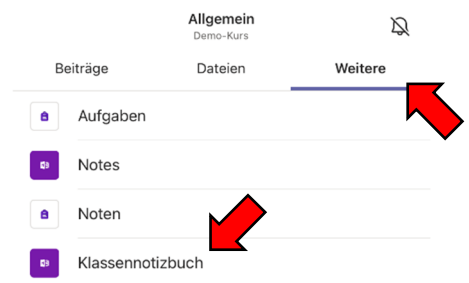 Allgemein
Demo-Kurs
Beiträge Dateien Weitere
Aufgaben
Notes
Noten
Klassennotizbuch